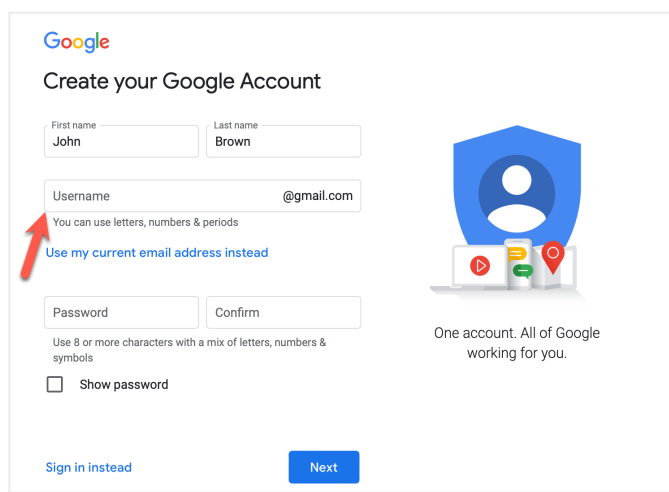 Google
Create your Google Account
First name
Last name
John
Brown
Username @gmail.com
You can use letters, numbers & periods
Use my current email address instead
Password
Confirm
Use 8 or more characters with a mix of letters, numbers &
symbols
Show password
One account. All of Google
working for you.
Sign in instead
Next